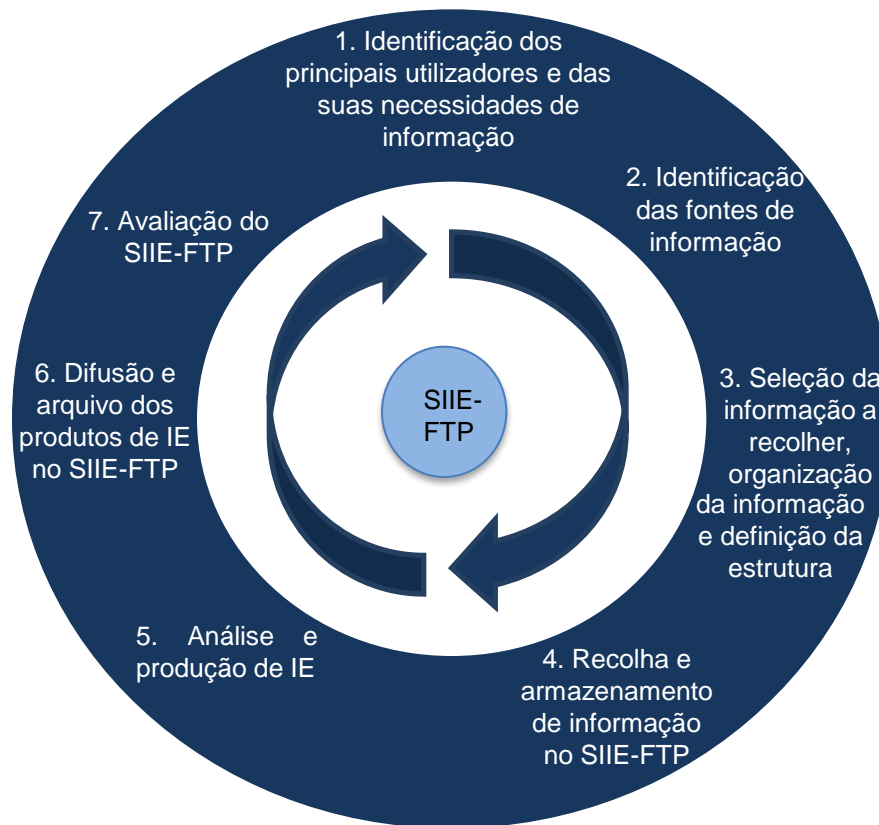 1. Identificação dos
principais utilizadores e das
suas necessidades de
informação
2. Identificação
das fontes de
informação
3. Seleção da
informação a
recolher,
organização
da informação
e definição da
estrutura
4. Recolha e
armazenamento
de informação
no SIIE-FTP
5. Análise e
produção de IE
6. Difusão e
arquivo dos
produtos de IE
no SIIE-FTP
7. Avaliação do
SIIE-FTP
SIIE-
FTP